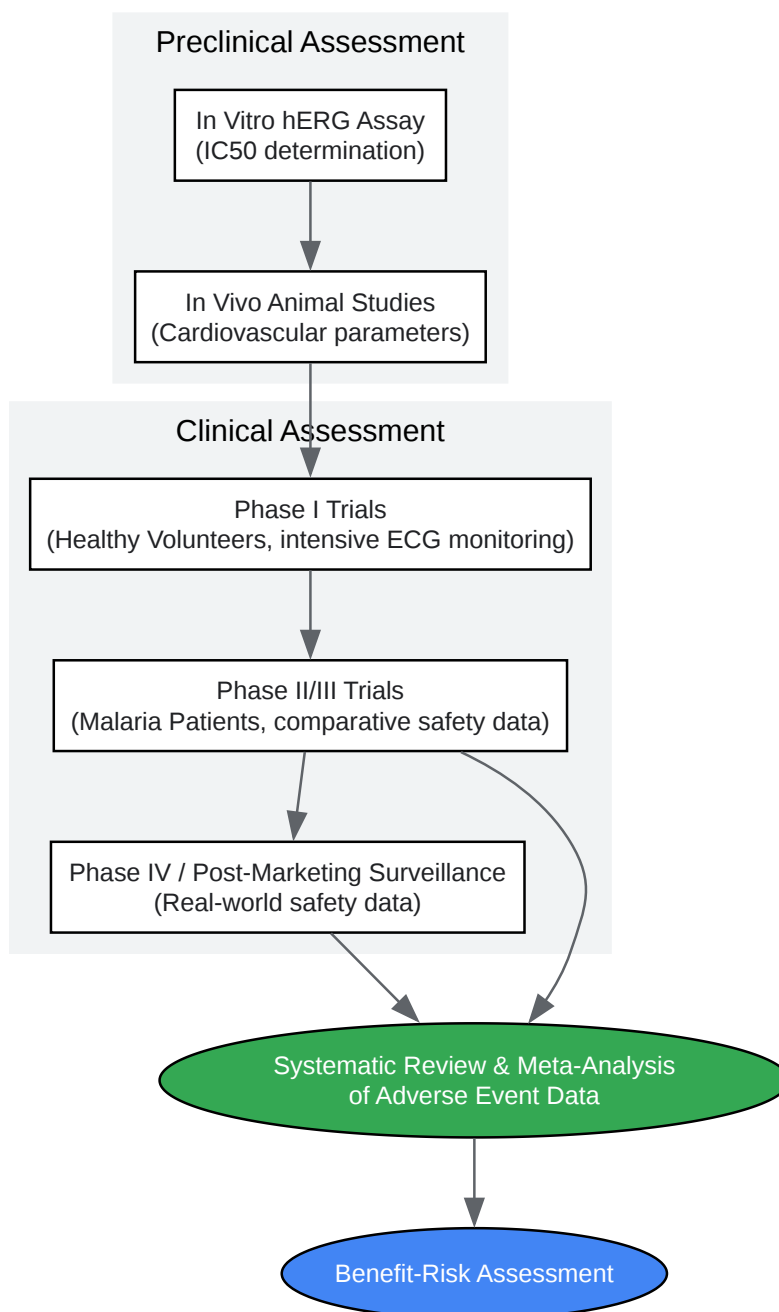 Preclinical Assessment
In Vitro hERG Assay
(IC50 determination)
In Vivo Animal Studies
(Cardiovascular parameters)
Clinical Assessment
Phase I Trials
(Healthy Volunteers, intensive ECG monitoring)
Phase II/III Trials
(Malaria Patients, comparative safety data)
Phase IV / Post-Marketing Surveillance
(Real-world safety data)
Systematic Review & Meta-Analysis
of Adverse Event Data
Benefit-Risk Assessment